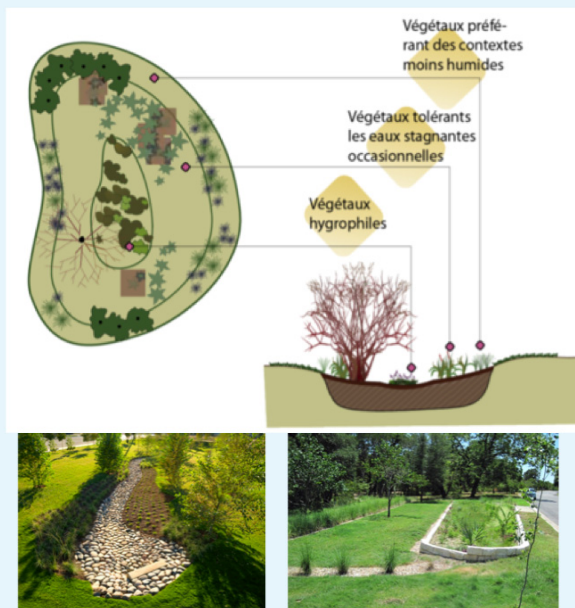 Végétaux préfé-
rant des contextes
moins humides
Végétaux tolérants
les eaux stagnantes
occasionnelles
Végétaux
hygrophiles